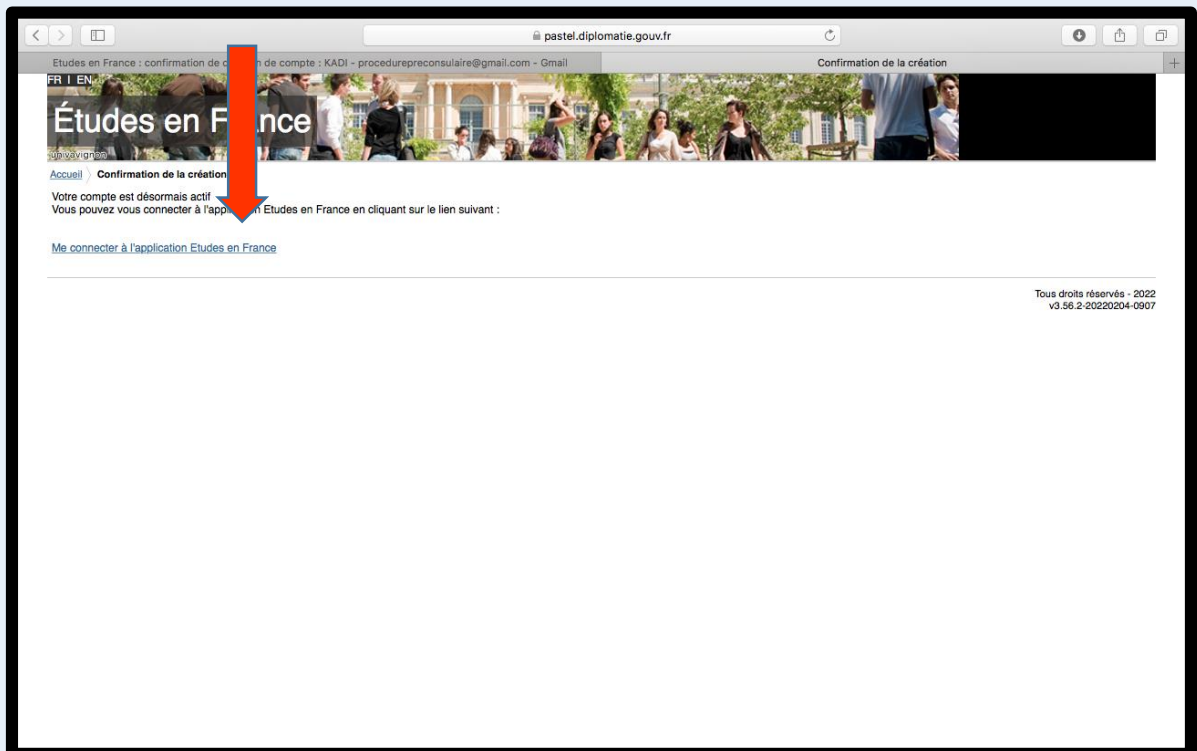 pastel.diplomatie.gouv.fr
Etudes en France : confirmation de de compte : KADI - procedurepreconsulaire@gmail.com - Gmail
Confirmation de la création
FR | EN
Études en F nce
univavignon
Accueil Confirmation de la création
Votre compte est désormais actif
Vous pouvez vous connecter à l'app Etudes en France en cliquant sur le lien suivant :
Me connecter à l'application Etudes en France
Tous droits réservés - 2022
v3.56.2-20220204-0907